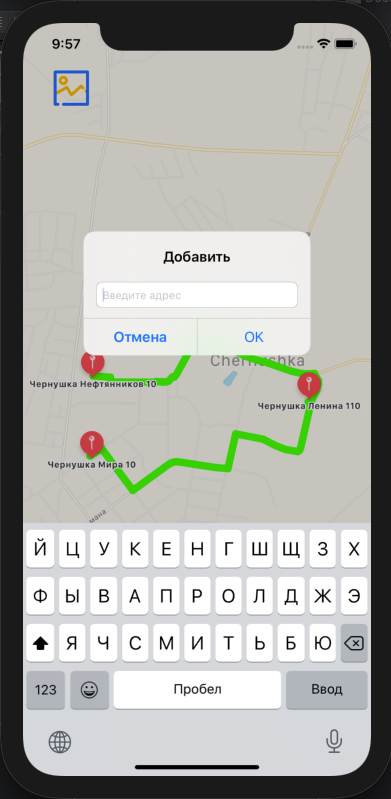 9:57
Добавить
Введите адрес
Отмена
OK
Chernushka
Чернушка Нефтянников 10
Чернушка Ленина 110
Чернушка Мира 10
Й Ц У К Е Н Г Ш Щ З Х
Ф Ы В А П Р О Л Д Ж Э
Я Ч С М И Т Ь Б Ю
123 Пробел Ввод